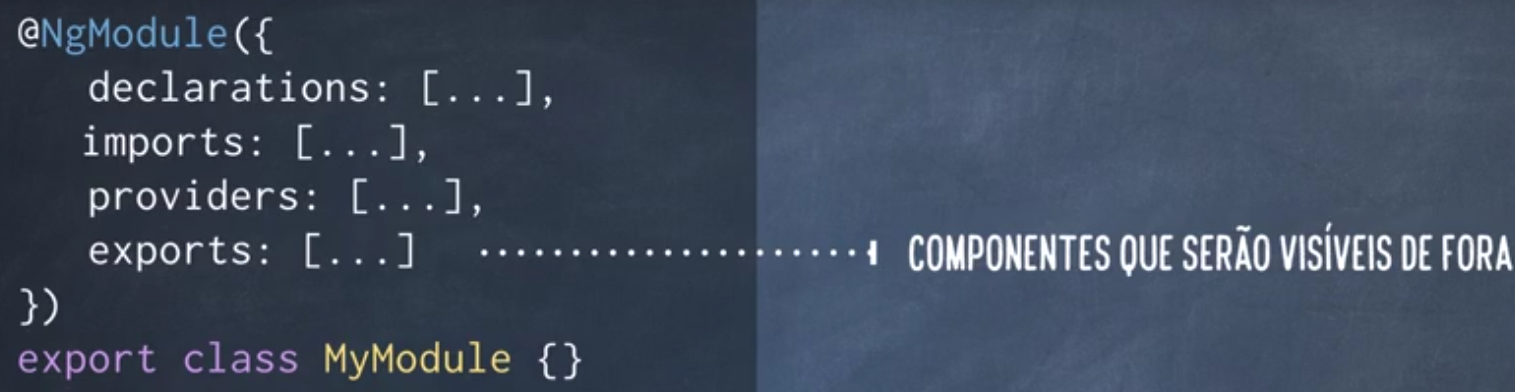 @NgModule({
declarations: [...],
imports: [...],
providers: [...],
exports: [...] COMPONENTES QUE SERÃO VISÍVEIS DE FORA
})
export class MyModule {}